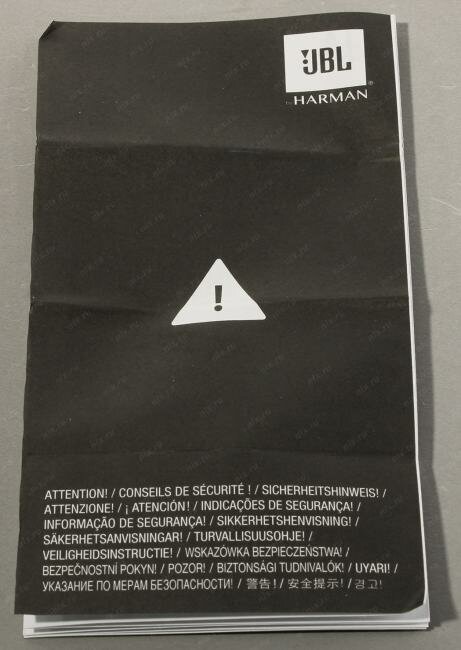 JBL
by HARMAN
!
ATTENTION! / CONSEILS DE SÉCURITÉ ! / SICHERHEITSHINWEIS! /
ATTENZIONE! / ¡ ATENCIÓN! / INDICAÇÕES DE SEGURANÇA! /
INFORMAÇÃO DE SEGURANÇA! / SIKKERHETSHENVISNING! /
SÄKERHETSANVISNINGAR! / TURVALLISUUSOHJE! /
VEILIGHEIDSINSTRUCTIE! / WSKAZÓWKA BEZPIECZEŃSTWA! /
BEZPEČNOSTNÍ POKYN! / POZOR! / BIZTONSÁGI TUDNIVALÓK! / UYARI! /
УКАЗАНИЕ ПО МЕРАМ БЕЗОПАСНОСТИ! / 警告! / 安全提示! / 경고!